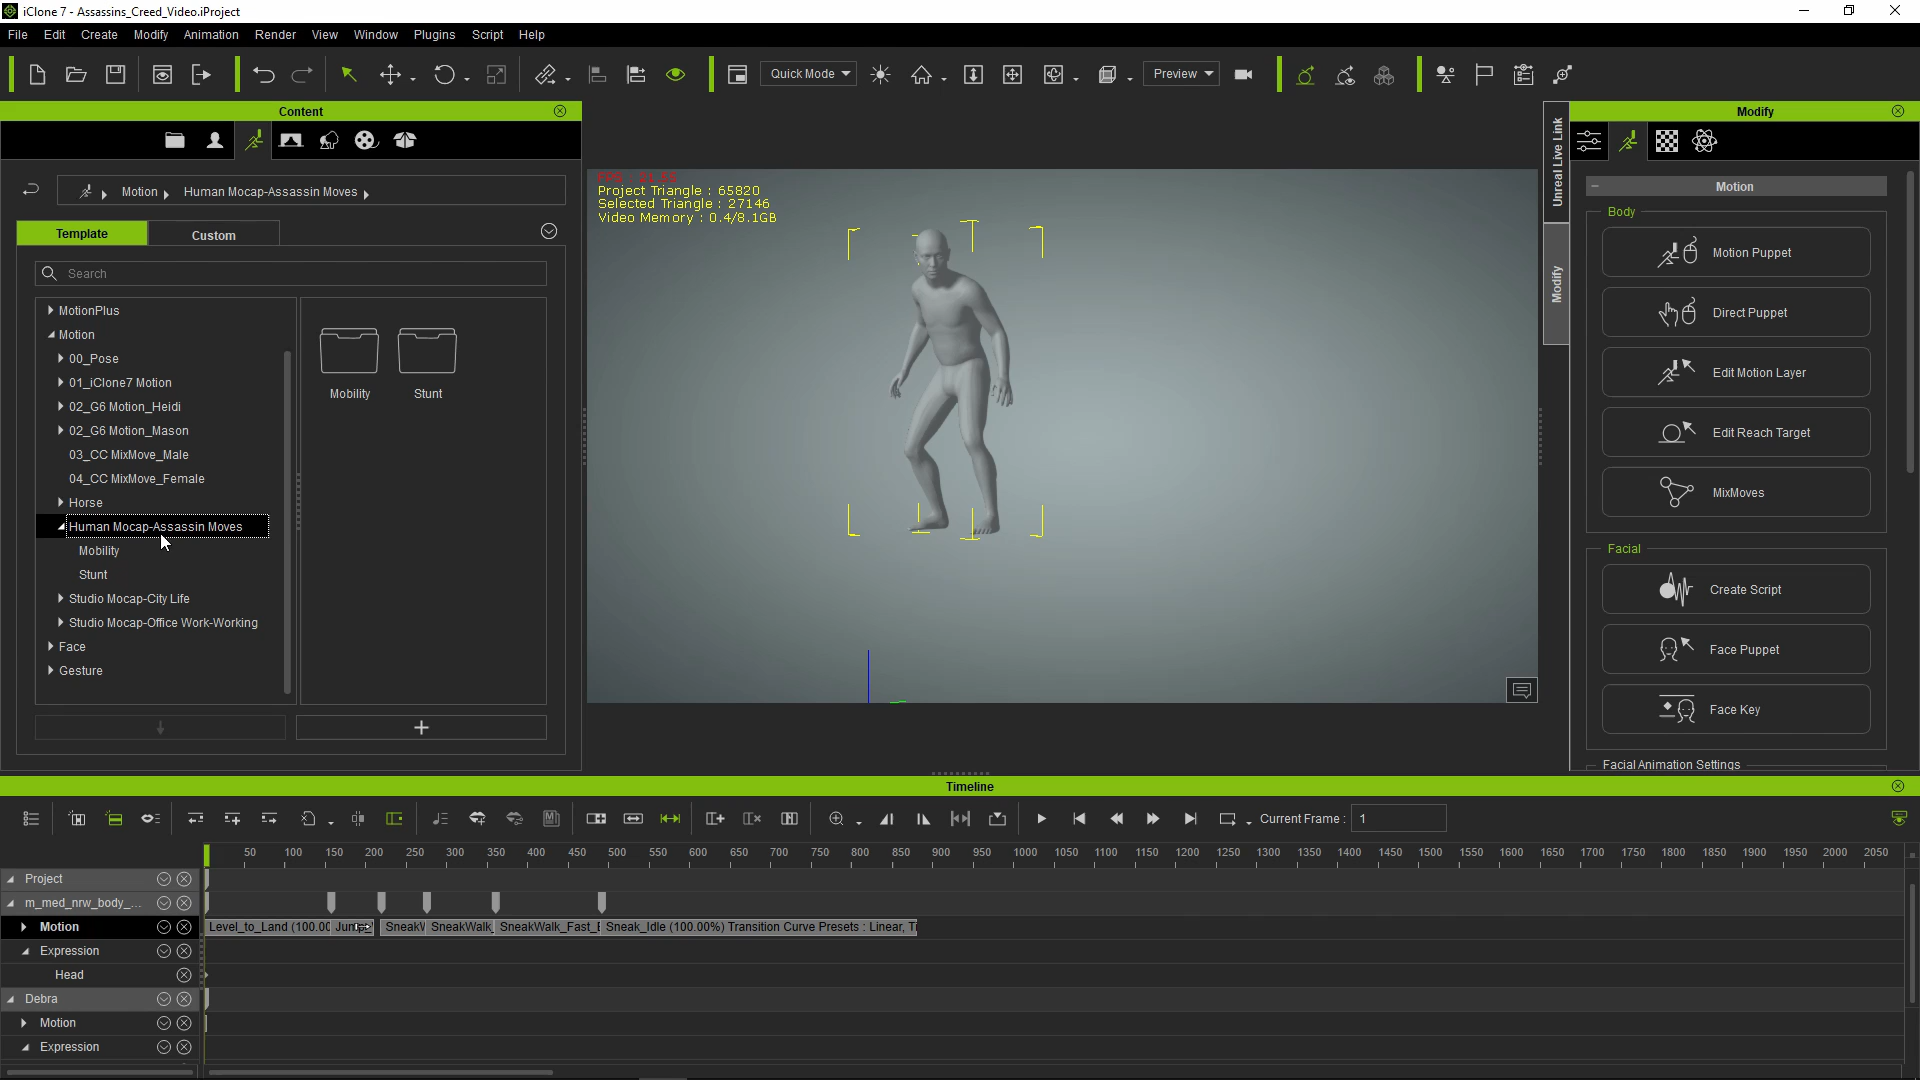 iClone 7 - Assassins_Creed_Video.iProject
File Edit Create Modify Animation Render View Window Plugins Script Help
Quick Mode
Preview
Content
Motion Human Mocap-Assassin Moves
Template
Custom
Search
MotionPlus
Motion
00_Pose
01_iClone7 Motion
02_G6 Motion_Heidi
02_G6 Motion_Mason
03_CC MixMove_Male
04_CC MixMove_Female
Horse
Human Mocap-Assassin Moves
Mobility
Stunt
Studio Mocap-City Life
Studio Mocap-Office Work-Working
Face
Gesture
Mobility
Stunt
Project Triangle : 65820
Selected Triangle : 27146
Video Memory : 0.4/8.1GB
Unreal Live Link
Modify
Modify
Motion
Body
Motion Puppet
Direct Puppet
Edit Motion Layer
Edit Reach Target
MixMoves
Facial
Create Script
Face Puppet
Face Key
Facial Animation Settings
Timeline
Current Frame : 1
50 100 150 200 250 300 350 400 450 500 550 600 650 700 750 800 850 900 950 1000 1050 1100 1150 1200 1250 1300 1350 1400 1450 1500 1550 1600 1650 1700 1750 1800 1850 1900 1950 2000 2050
Project
m_med_nrw_body_...
Motion
Level_to_Land (100.00 SneakW SneakWalk_ SneakWalk_Fast_ Sneak_Idle (100.00%) Transition Curve Presets : Linear,
Expression
Head
Debra
Motion
Expression